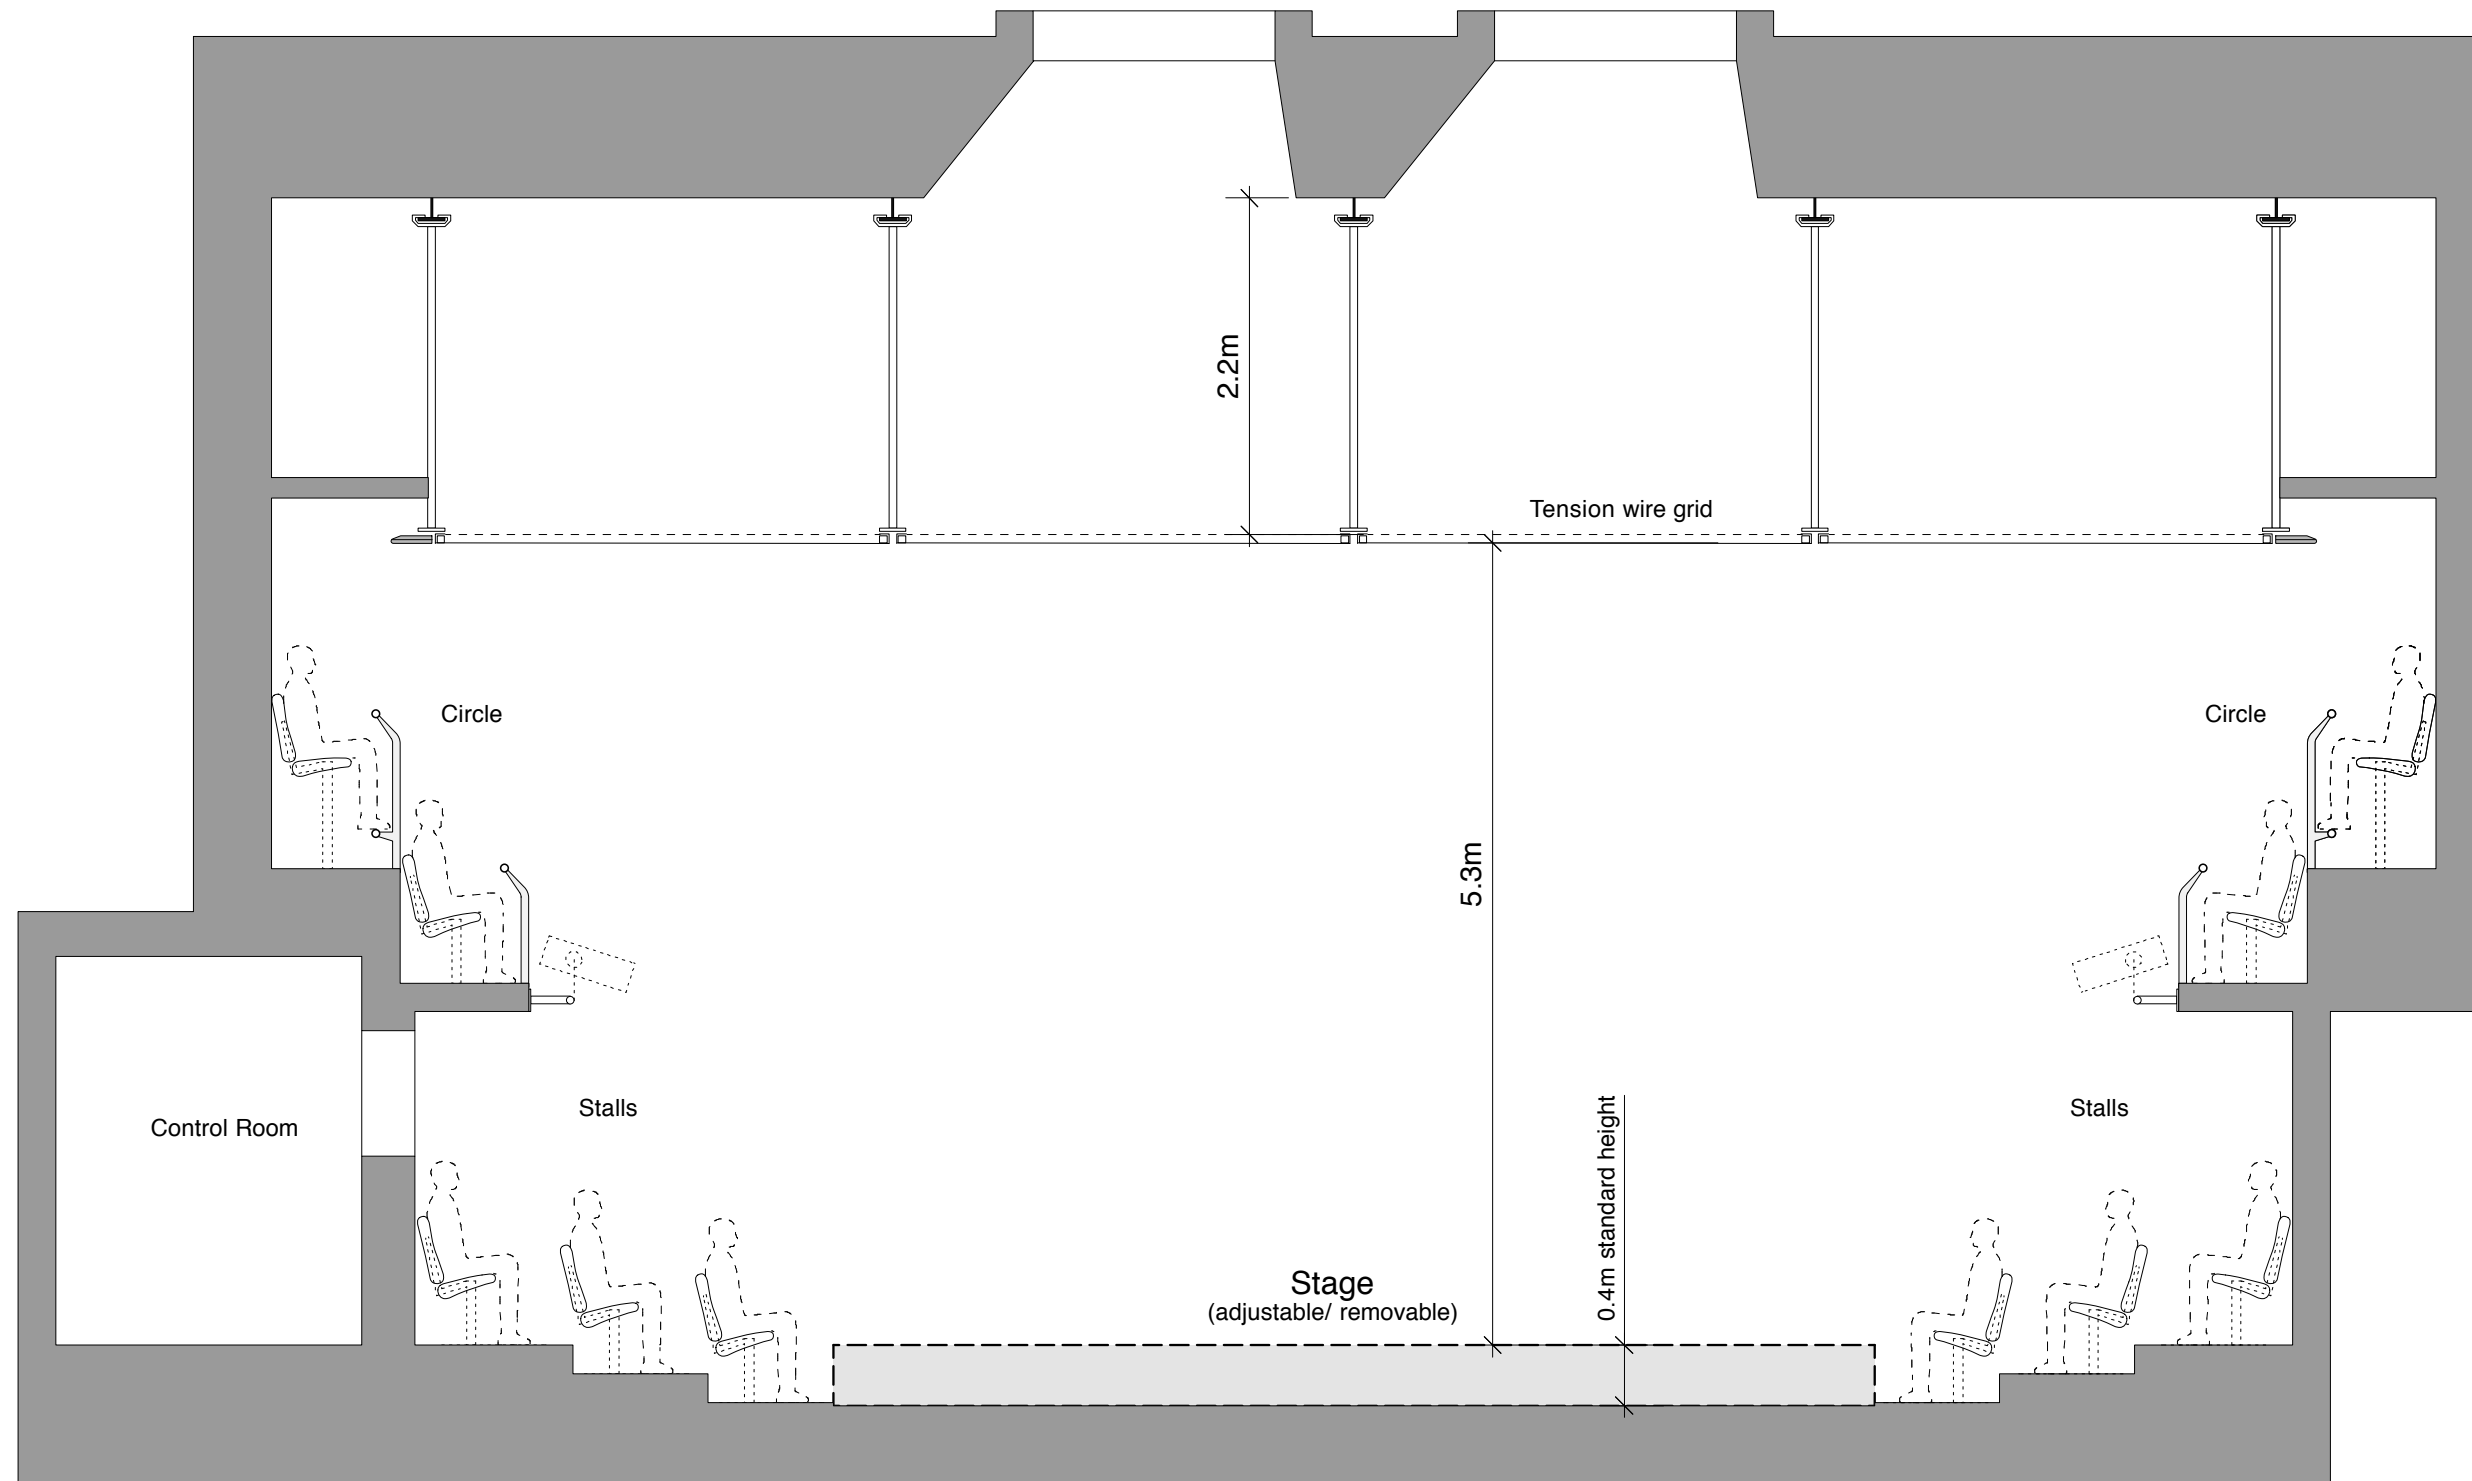 2.2m
Tension wire grid
Circle
Circle
5.3m
Stalls
0.4m standard height
Stalls
Control Room
Stage
(adjustable/ removable)